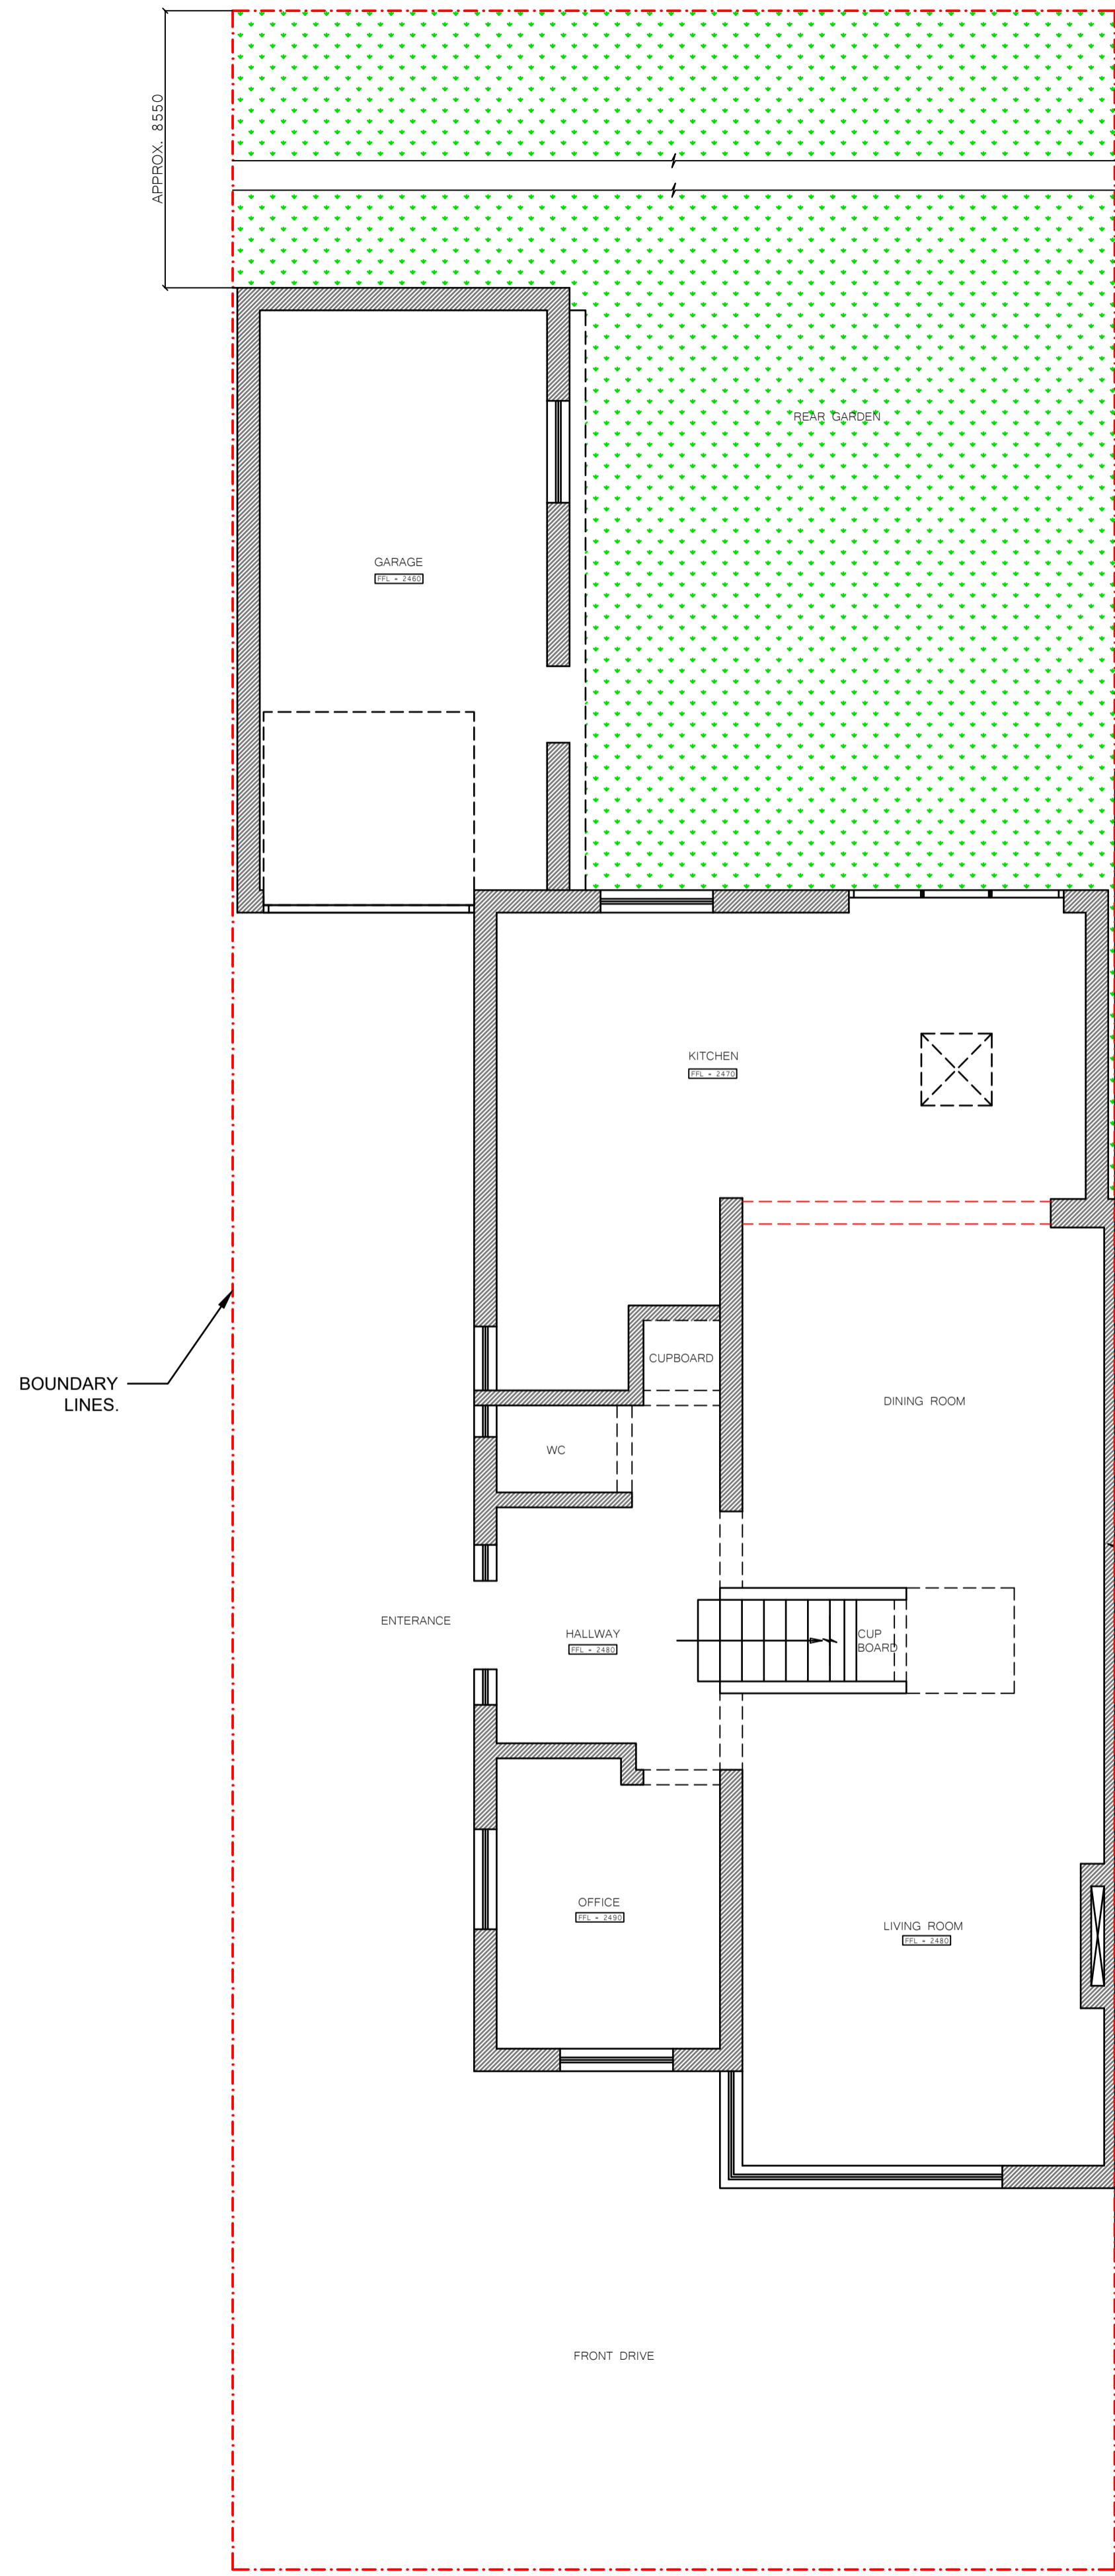 APPROX. 8550
REAR GARDEN
GARAGE
FFL = 2460
KITCHEN
FFL = 2470
CUPBOARD
BOUNDARY
LINES.
DINING ROOM
WC
ENTERANCE
HALLWAY
FFL = 2480
CUP
BOARD
OFFICE
FFL = 2490
LIVING ROOM
FFL = 2480
FRONT DRIVE